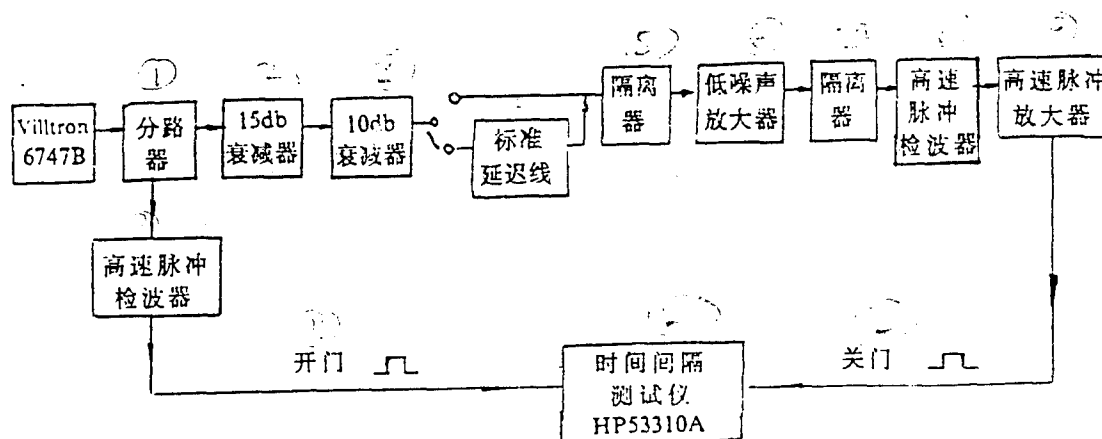 Villtron
6747B
分路
器
15db
衰减器
10db
衰减器
标准
延迟线
隔离
器
低噪声
放大器
隔离
器
高速
脉冲
检波器
高速脉冲
放大器
高速脉冲
检波器
开门
时间间隔
测试仪
HP53310A
关门
①